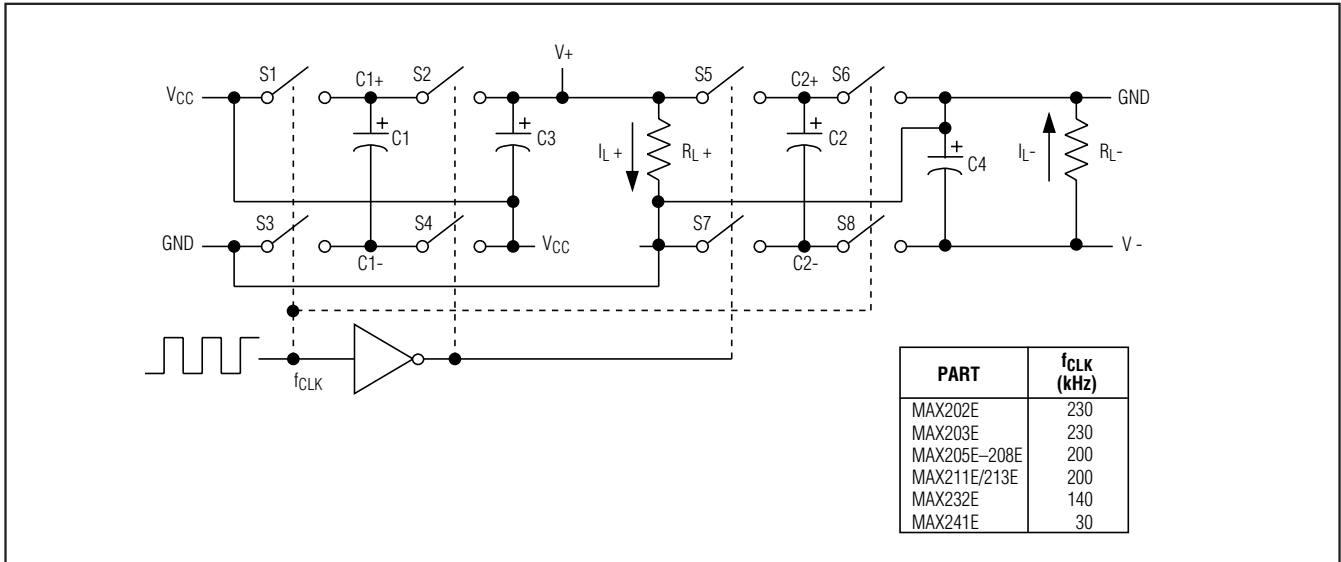 V+
S1
C1+
S2
S5
C2+
S6
VCC
GND
+
C1
+
C3
IL +
RL +
+
C2
+
C4
IL-
RL-
GND
S3
S4
VCC
S7
S8
V -
C1-
C2-
fCLK
PART fCLK (kHz)
MAX202E 230
MAX203E 230
MAX205E–208E 200
MAX211E/213E 200
MAX232E 140
MAX241E 30